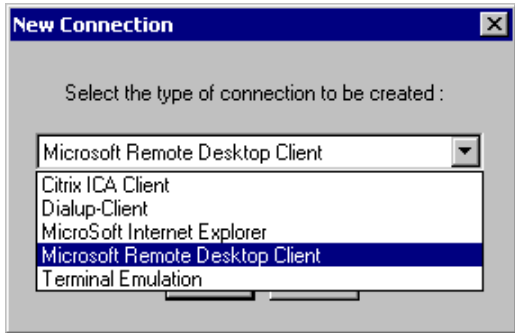 New Connection
Select the type of connection to be created :
Microsoft Remote Desktop Client
Citrix ICA Client
Dialup-Client
MicroSoft Internet Explorer
Microsoft Remote Desktop Client
Terminal Emulation